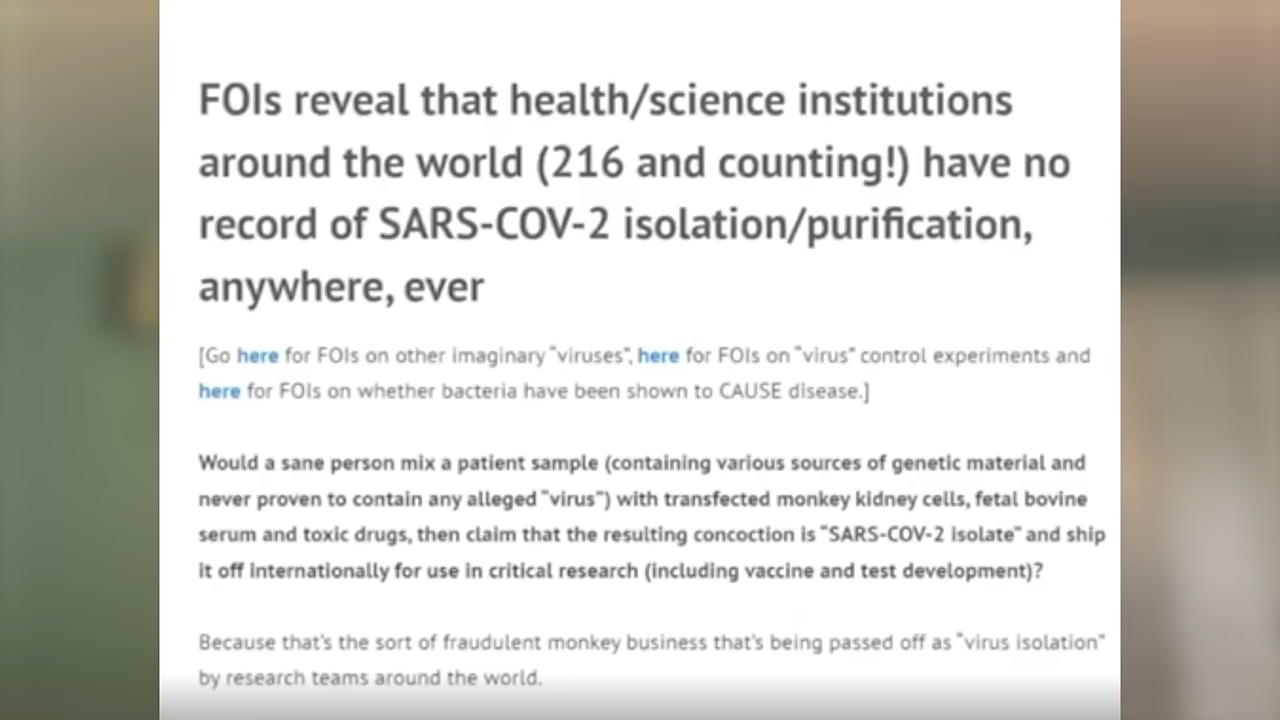 FOIs reveal that health/science institutions
around the world (216 and counting!) have no
record of SARS-COV-2 isolation/purification,
anywhere, ever
[Go here for FOIs on other imaginary “viruses”, here for FOIs on “virus” control experiments and
here for FOIs on whether bacteria have been shown to CAUSE disease.]
Would a sane person mix a patient sample (containing various sources of genetic material and
never proven to contain any alleged “virus”) with transfected monkey kidney cells, fetal bovine
serum and toxic drugs, then claim that the resulting concoction is “SARS-COV-2 isolate” and ship
it off internationally for use in critical research (including vaccine and test development)?
Because that’s the sort of fraudulent monkey business that’s being passed off as “virus isolation”
by research teams around the world.